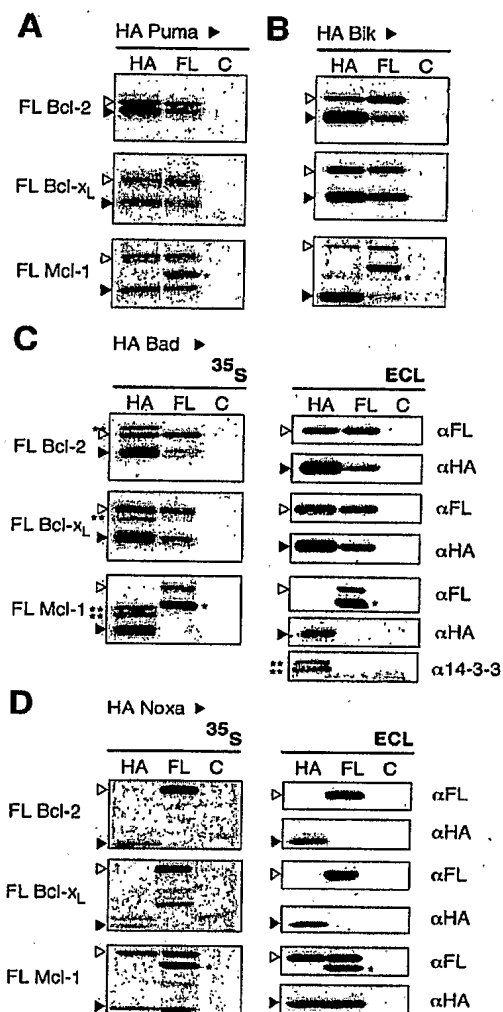 A
HA Puma ►
HA FL C
FL Bcl-2
FL Bcl-xL
FL Mcl-1
*
B
HA Bik ►
HA FL C
*
C
HA Bad ►
35S
HA FL C
FL Bcl-2
**
FL Bcl-xL
**
FL Mcl-1
**
**
*
ECL
HA FL C
αFL
αHA
αFL
αHA
αFL
*
αHA
**
**
α14-3-3
D
HA Noxa ►
35S
HA FL C
FL Bcl-2
FL Bcl-xL
FL Mcl-1
*
ECL
HA FL C
αFL
αHA
αFL
αHA
αFL
*
αHA